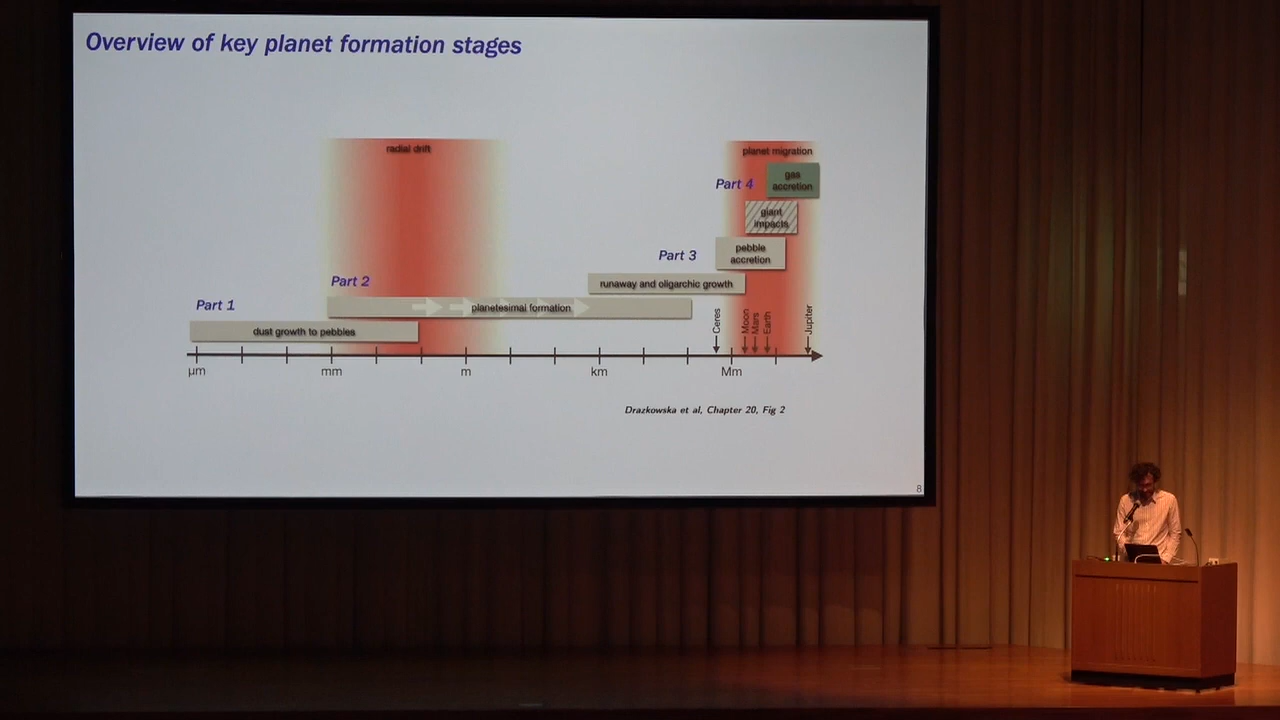 Overview of key planet formation stages
radial drift
planet migration
Part 4
gas
accretion
giant
impacts
Part 3
pebble
accretion
Part 2
runaway and oligarchic growth
Part 1
planetesimal formation
dust growth to pebbles
Ceres
Moon
Mars
Earth
Jupiter
μm
mm
m
km
Mm
Drazkowska et al, Chapter 20, Fig 2
8